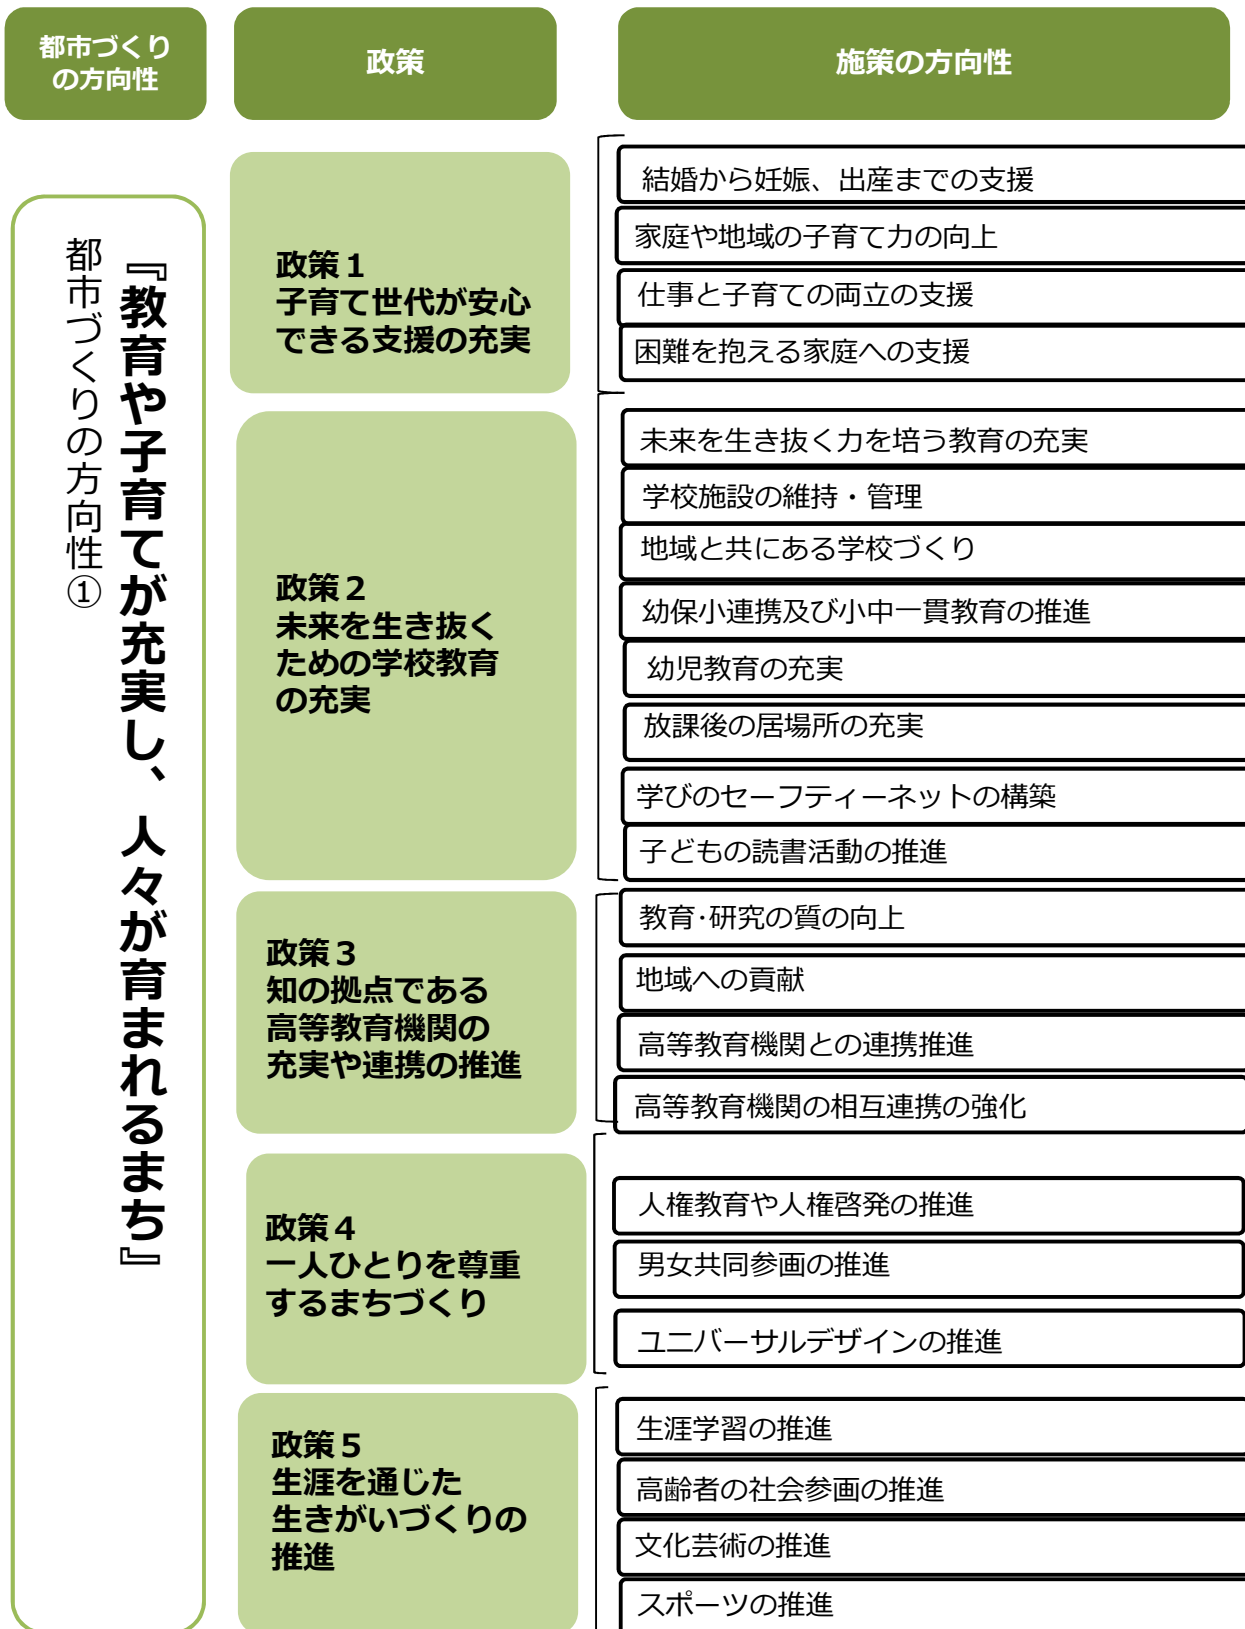 都市づくり
の方向性
政策
施策の方向性
都市づくりの方向性①
『教育や子育てが充実し、人々が育まれるまち』
政策１
子育て世代が安心
できる支援の充実
結婚から妊娠、出産までの支援
家庭や地域の子育て力の向上
仕事と子育ての両立の支援
困難を抱える家庭への支援
政策２
未来を生き抜く
ための学校教育
の充実
未来を生き抜く力を培う教育の充実
学校施設の維持・管理
地域と共にある学校づくり
幼保小連携及び小中一貫教育の推進
幼児教育の充実
放課後の居場所の充実
学びのセーフティーネットの構築
子どもの読書活動の推進
政策３
知の拠点である
高等教育機関の
充実や連携の推進
教育･研究の質の向上
地域への貢献
高等教育機関との連携推進
高等教育機関の相互連携の強化
政策４
一人ひとりを尊重
するまちづくり
人権教育や人権啓発の推進
男女共同参画の推進
ユニバーサルデザインの推進
政策５
生涯を通じた
生きがいづくりの
推進
生涯学習の推進
高齢者の社会参画の推進
文化芸術の推進
スポーツの推進